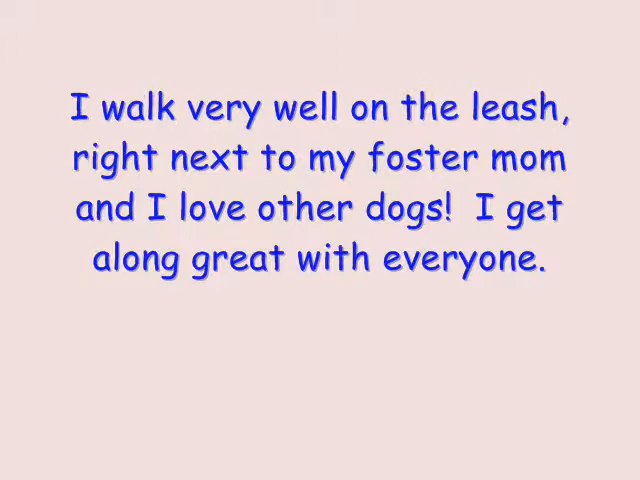 I walk very well on the leash,
right next to my foster mom
and I love other dogs!  I get
along great with everyone.